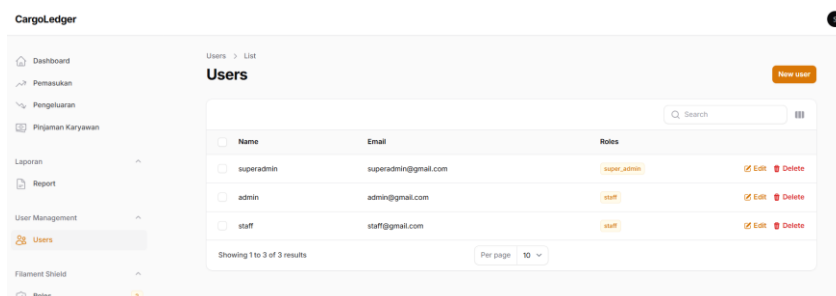 CargoLedger
Dashboard
Pemasukan
Pengeluaran
Pinjaman Karyawan
Laporan
Report
User Management
Users
Filament Shield
Roles
Users > List
Users
New user
Search
Name Email Roles
superadmin superadmin@gmail.com super_admin Edit Delete
admin admin@gmail.com staff Edit Delete
staff staff@gmail.com staff Edit Delete
Showing 1 to 3 of 3 results
Per page 10